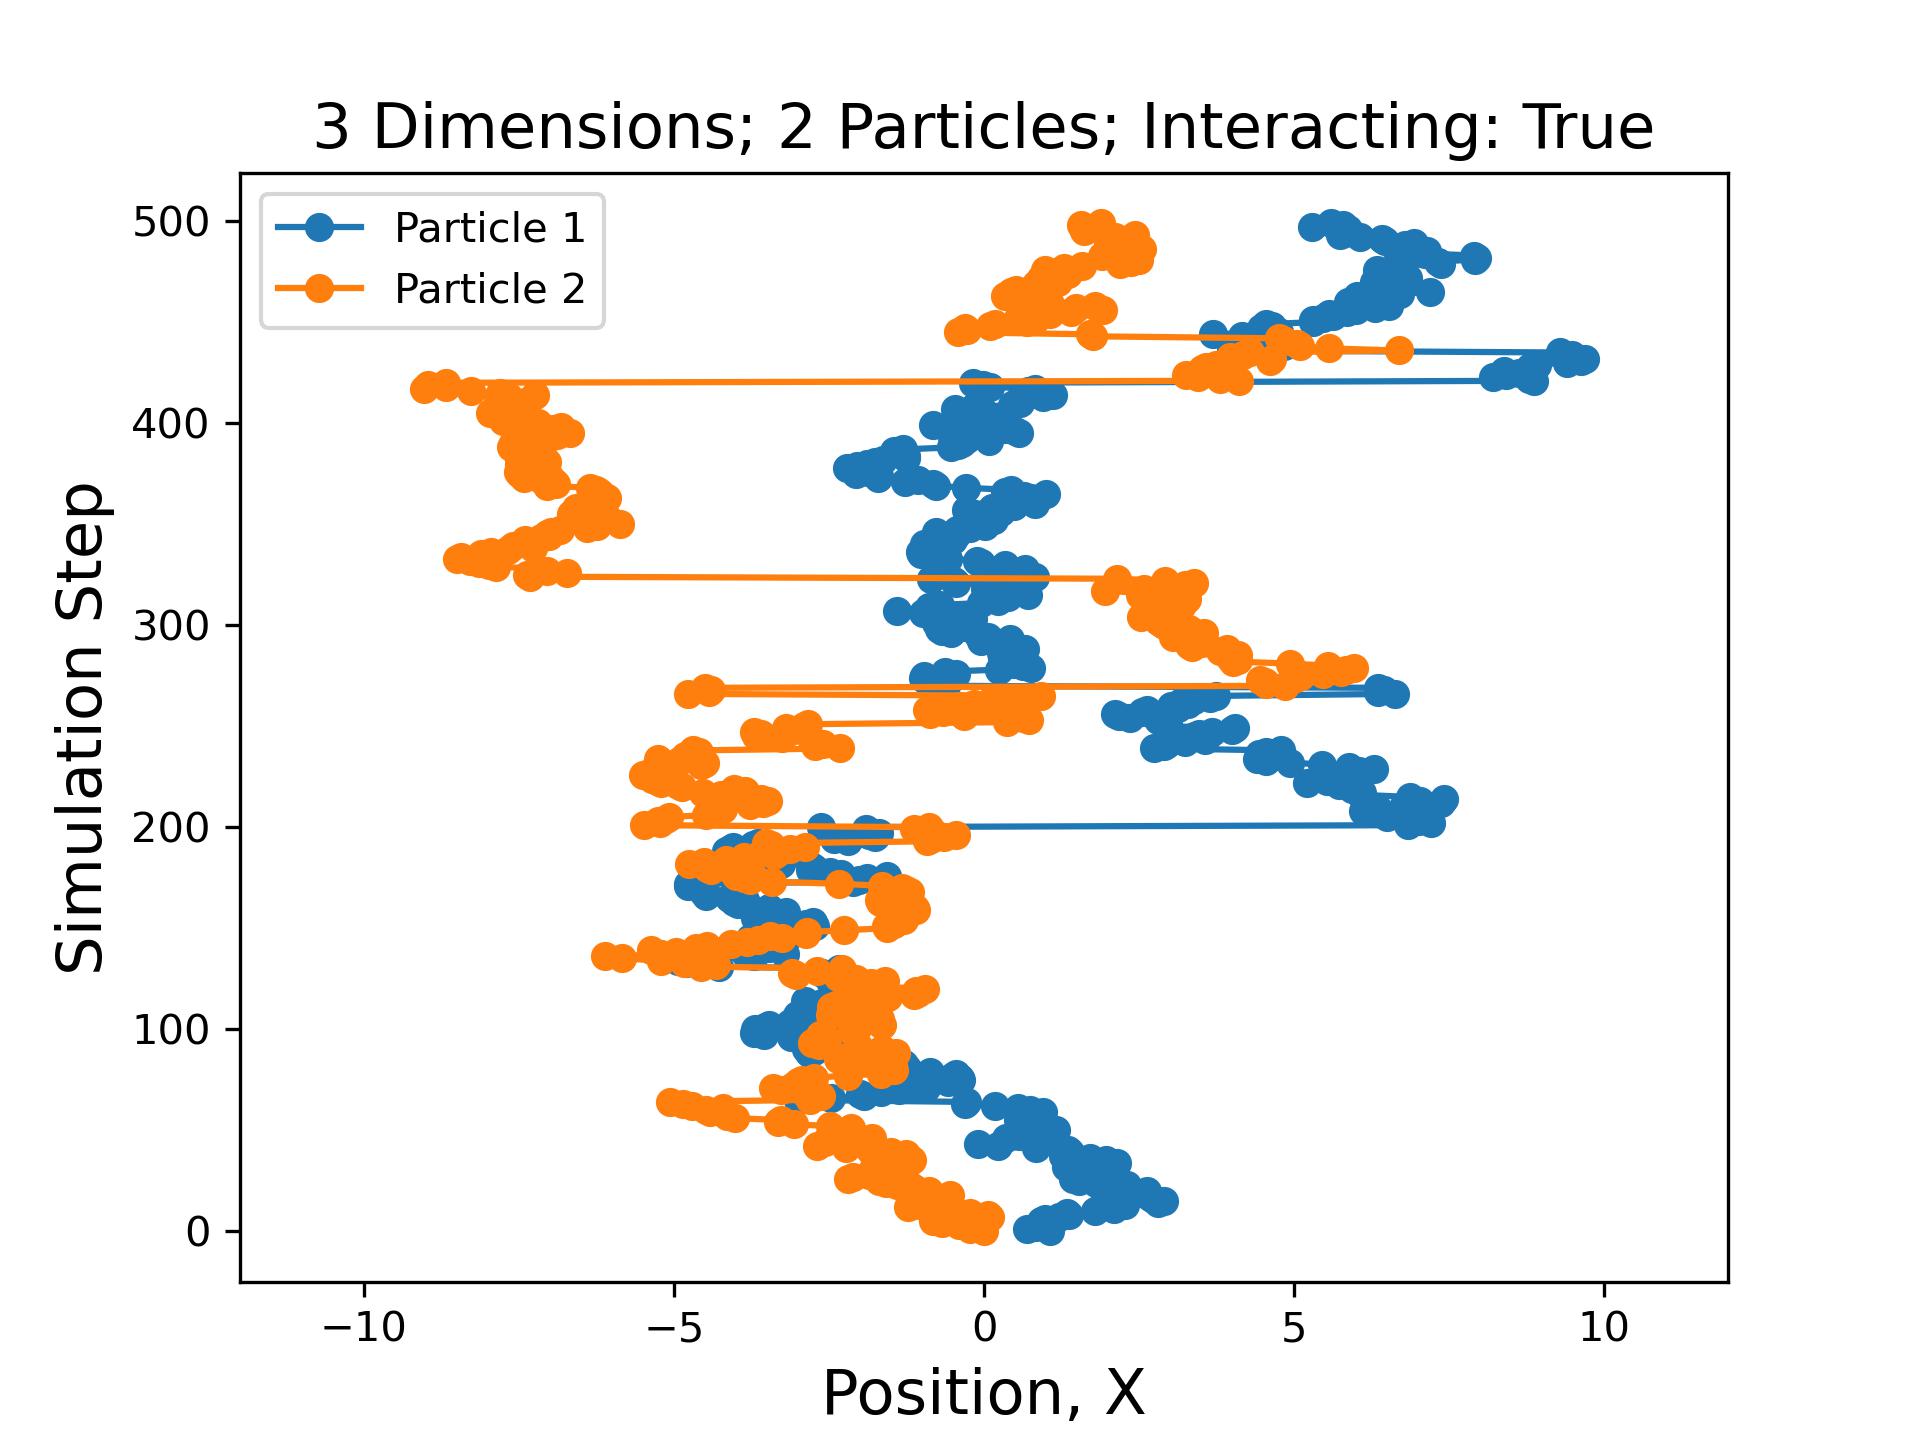 3 Dimensions; 2 Particles; Interacting: True
Particle 1
Particle 2
500
400
300
200
100
0
Simulation Step
−10
−5
0
5
10
Position, X